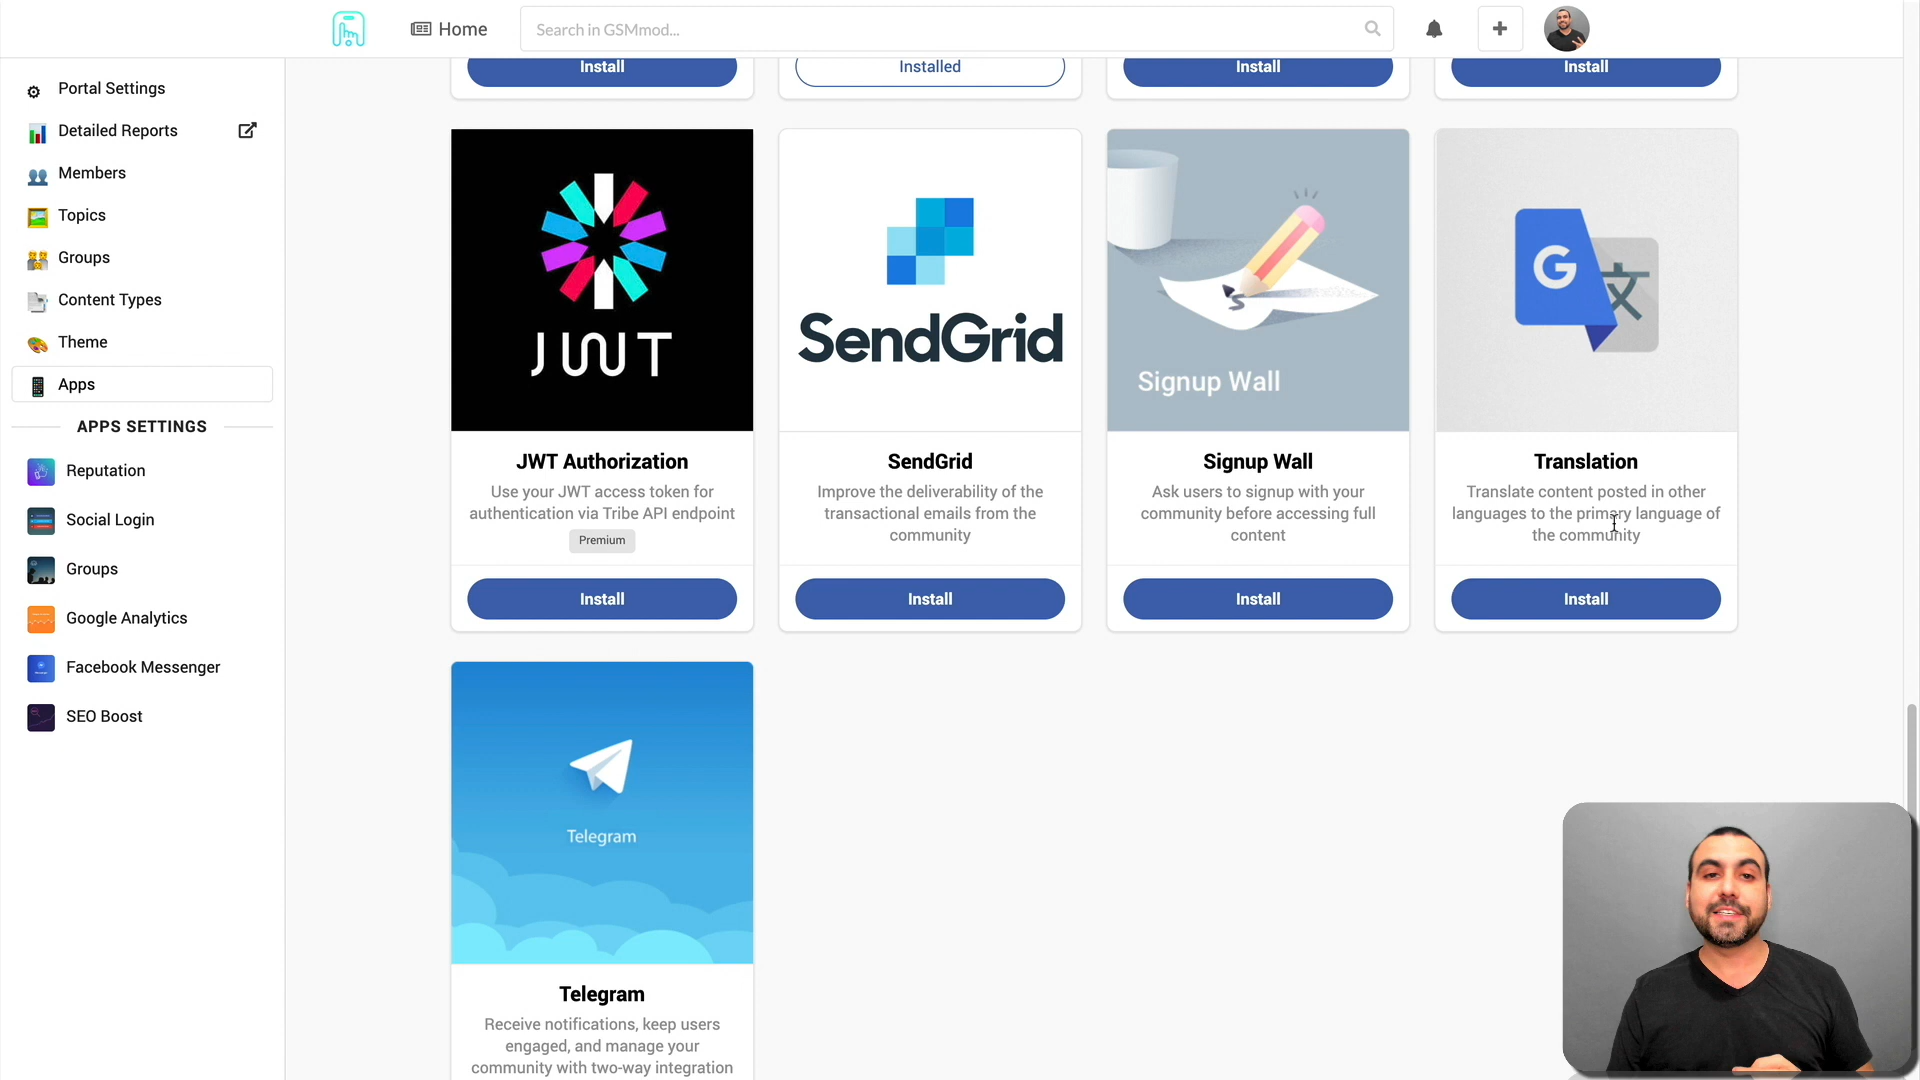 Home
Search in GSMmod...
Portal Settings
Detailed Reports
Members
Topics
Groups
Content Types
Theme
Apps
APPS SETTINGS
Reputation
Social Login
Groups
Google Analytics
Facebook Messenger
SEO Boost
Install
Installed
Install
Install
JWT
JWT Authorization
Use your JWT access token for
authentication via Tribe API endpoint
Premium
Install
SendGrid
SendGrid
Improve the deliverability of the
transactional emails from the
community
Install
Signup Wall
Signup Wall
Ask users to signup with your
community before accessing full
content
Install
G 文
Translation
Translate content posted in other
languages to the primary language of
the community
Install
Telegram
Telegram
Receive notifications, keep users
engaged, and manage your
community with two-way integration